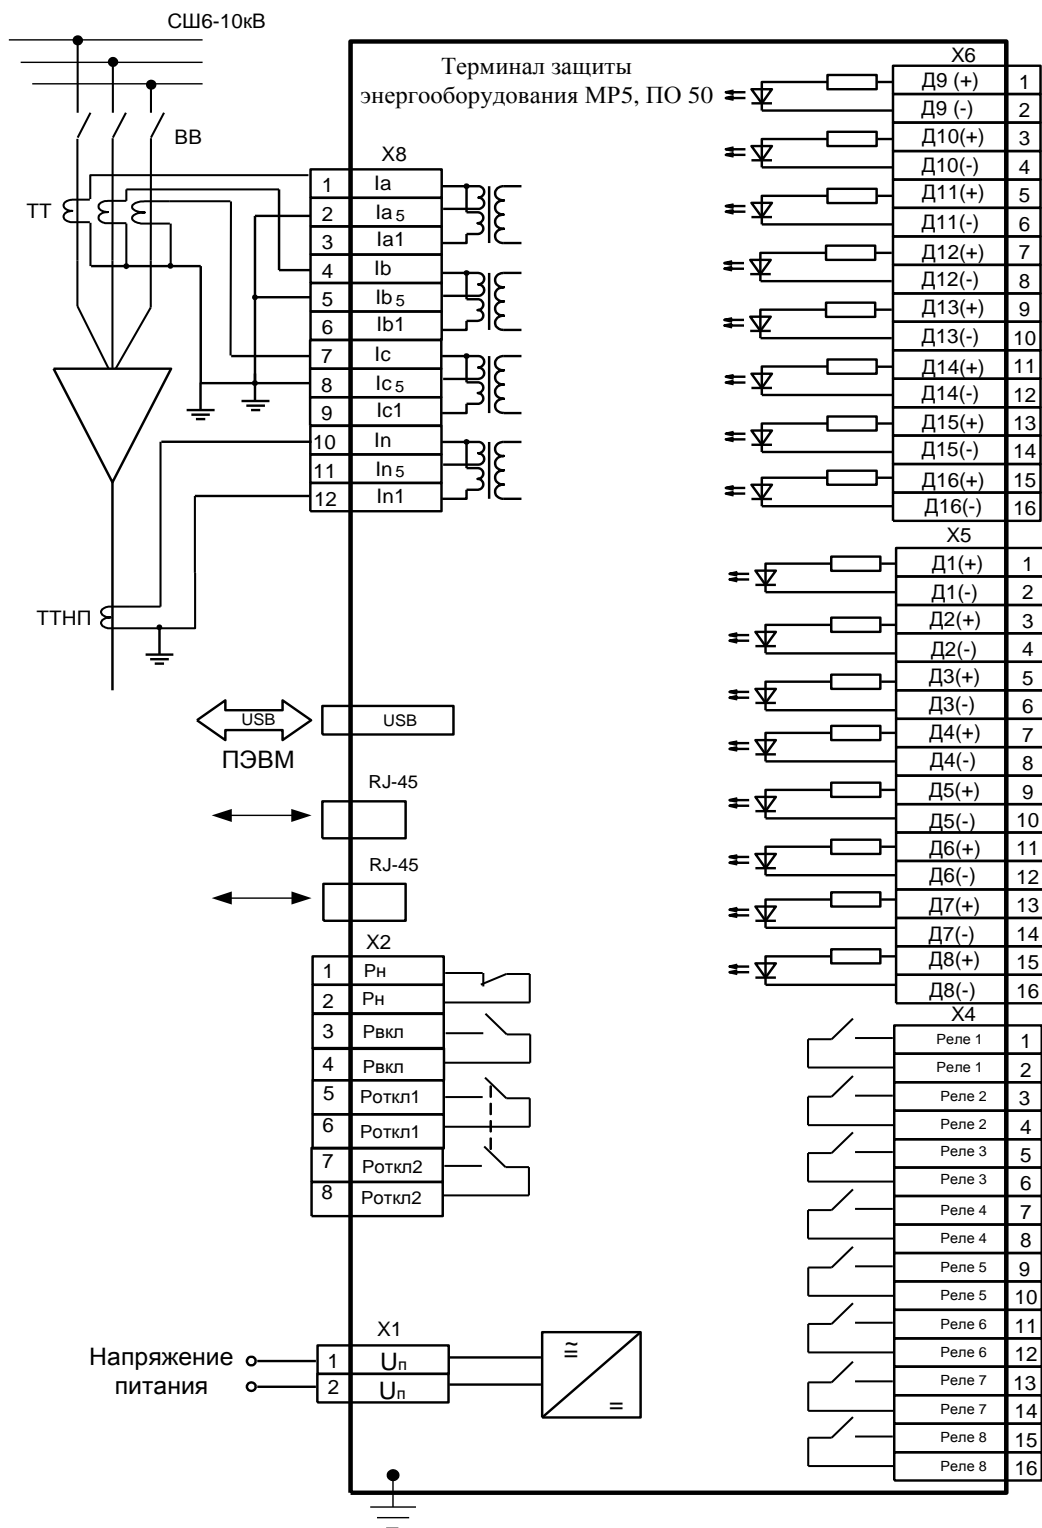 СШ6-10кВ
ВВ
ТТ
ТТНП
Терминал защиты
энергооборудования МР5, ПО 50
X8
1 Ia
2 Ia 5
3 Ia1
4 Ib
5 Ib 5
6 Ib1
7 Ic
8 Ic 5
9 Ic1
10 In
11 In 5
12 In1
USB
USB
ПЭВМ
RJ-45
RJ-45
X2
1 Рн
2 Рн
3 Рвкл
4 Рвкл
5 Роткл1
6 Роткл1
7 Роткл2
8 Роткл2
X1
Напряжение
питания
1 Uп
2 Uп
≅
=
X6
Д9 (+) 1
Д9 (-) 2
Д10(+) 3
Д10(-) 4
Д11(+) 5
Д11(-) 6
Д12(+) 7
Д12(-) 8
Д13(+) 9
Д13(-) 10
Д14(+) 11
Д14(-) 12
Д15(+) 13
Д15(-) 14
Д16(+) 15
Д16(-) 16
X5
Д1(+) 1
Д1(-) 2
Д2(+) 3
Д2(-) 4
Д3(+) 5
Д3(-) 6
Д4(+) 7
Д4(-) 8
Д5(+) 9
Д5(-) 10
Д6(+) 11
Д6(-) 12
Д7(+) 13
Д7(-) 14
Д8(+) 15
Д8(-) 16
X4
Реле 1 1
Реле 1 2
Реле 2 3
Реле 2 4
Реле 3 5
Реле 3 6
Реле 4 7
Реле 4 8
Реле 5 9
Реле 5 10
Реле 6 11
Реле 6 12
Реле 7 13
Реле 7 14
Реле 8 15
Реле 8 16